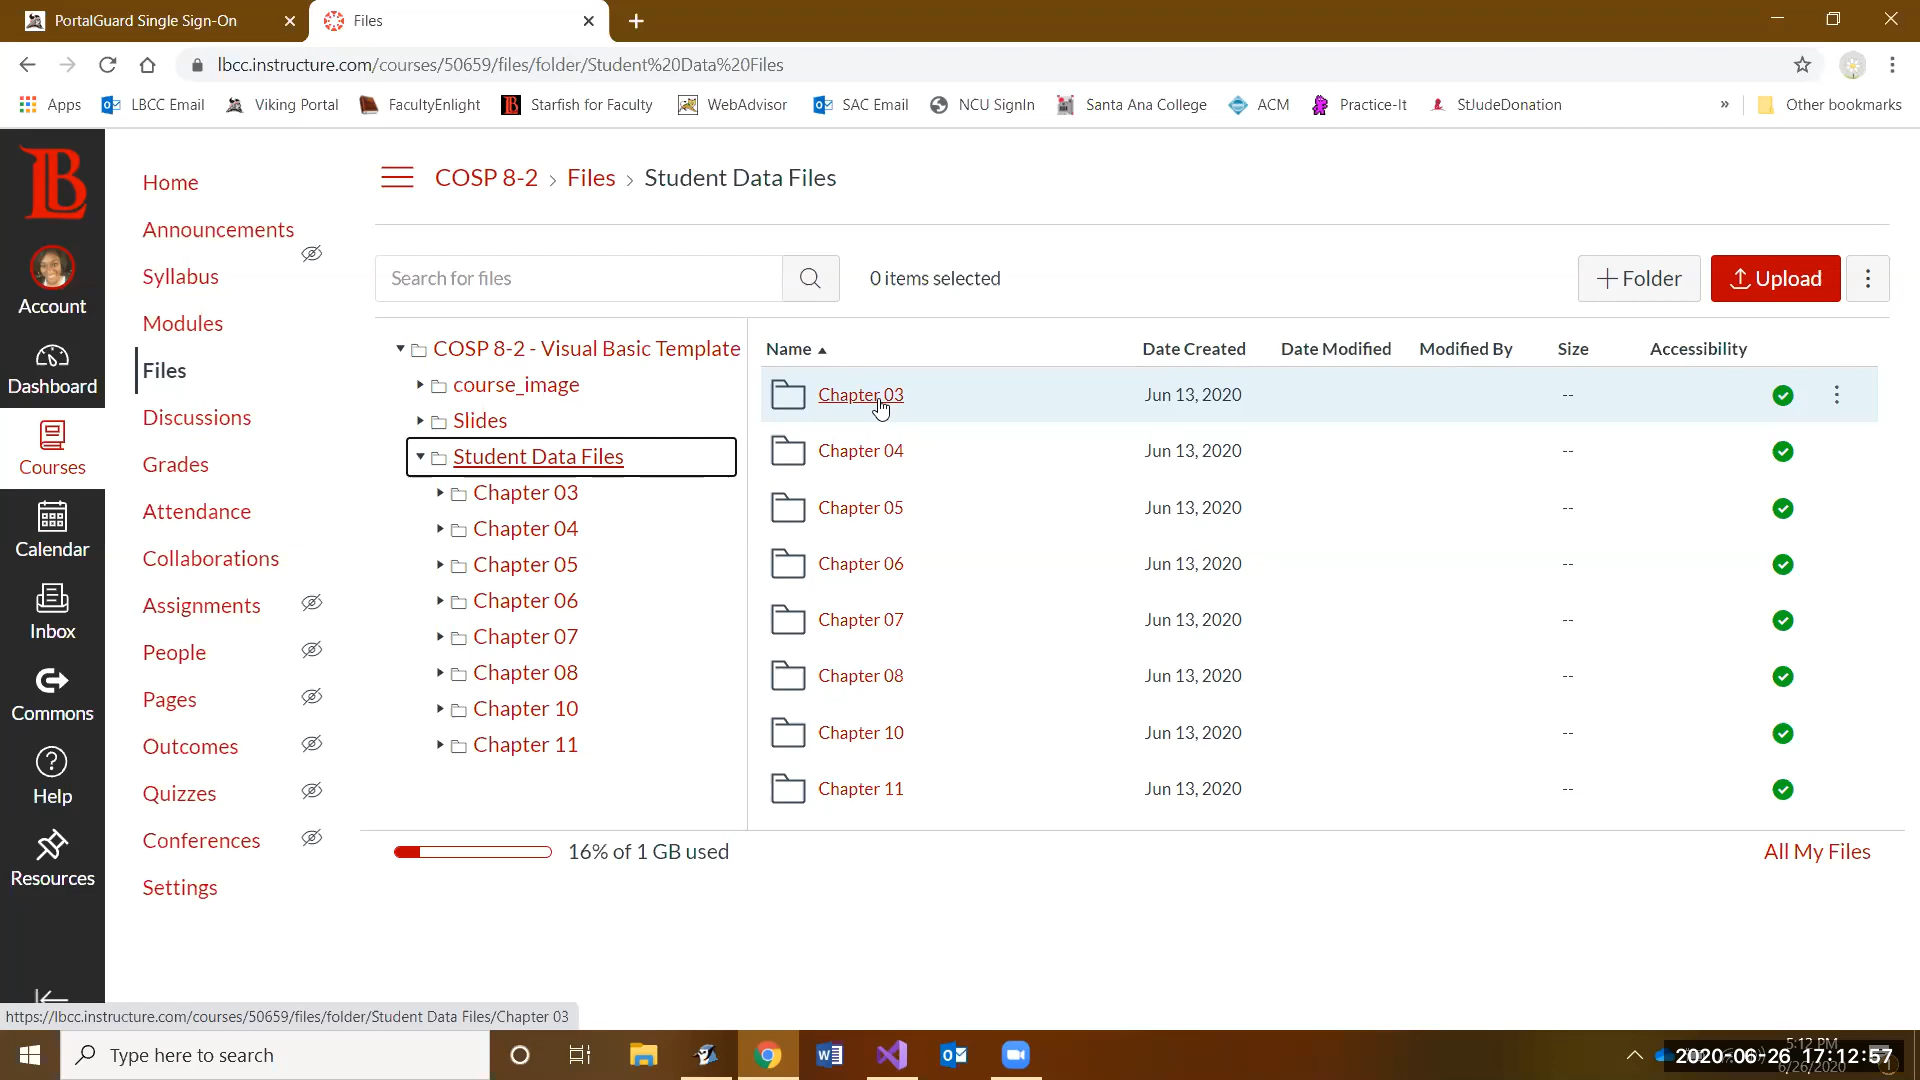 PortalGuard Single Sign-On
Files
lbcc.instructure.com/courses/50659/files/folder/Student%20Data%20Files
Apps
LBCC Email
Viking Portal
FacultyEnlight
Starfish for Faculty
WebAdvisor
SAC Email
NCU SignIn
Santa Ana College
ACM
Practice-It
StJudeDonation
»
Other bookmarks
LB
Account
Dashboard
Courses
Calendar
Inbox
Commons
Help
Resources
Home
Announcements
Syllabus
Modules
Files
Discussions
Grades
Attendance
Collaborations
Assignments
People
Pages
Outcomes
Quizzes
Conferences
Settings
COSP 8-2 › Files › Student Data Files
Search for files
0 items selected
+ Folder
Upload
COSP 8-2 - Visual Basic Template
course_image
Slides
Student Data Files
Chapter 03
Chapter 04
Chapter 05
Chapter 06
Chapter 07
Chapter 08
Chapter 10
Chapter 11
Name Date Created Date Modified Modified By Size Accessibility
Chapter 03 Jun 13, 2020 --
Chapter 04 Jun 13, 2020 --
Chapter 05 Jun 13, 2020 --
Chapter 06 Jun 13, 2020 --
Chapter 07 Jun 13, 2020 --
Chapter 08 Jun 13, 2020 --
Chapter 10 Jun 13, 2020 --
Chapter 11 Jun 13, 2020 --
16% of 1 GB used
All My Files
https://lbcc.instructure.com/courses/50659/files/folder/Student Data Files/Chapter 03
Type here to search
5:12 PM
2020-06-26 17:12:57
6/26/2020